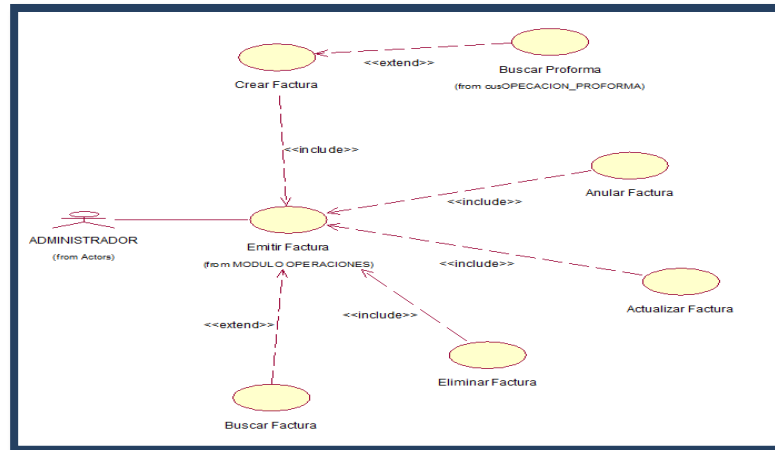 Buscar Proforma
(from cusOPECACION_PROFORMA)
<<extend>>
Crear Factura
<<include>>
Anular Factura
<<include>>
ADMINISTRADOR
(from Actors)
Emitir Factura
(from MODULO OPERACIONES)
<<include>>
Actualizar Factura
<<extend>>
<<include>>
Eliminar Factura
Buscar Factura